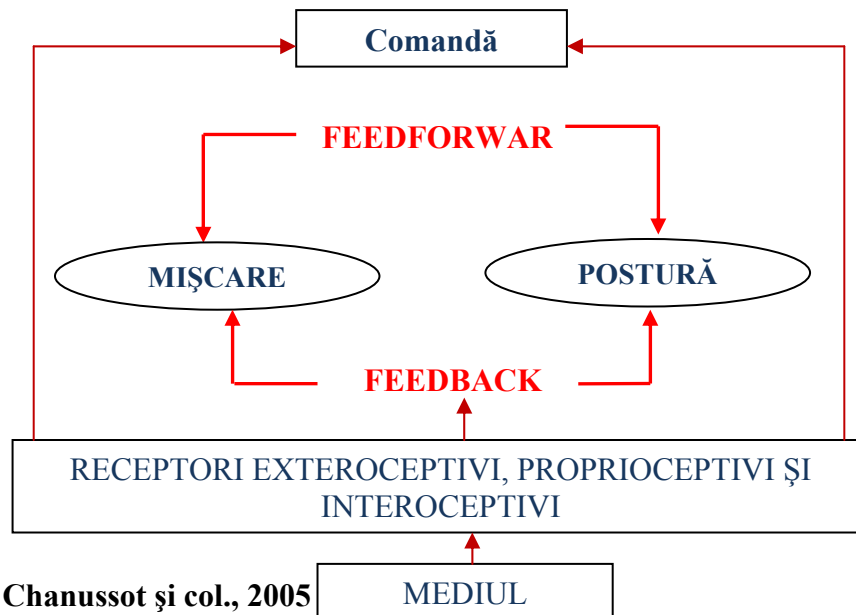 Comandă
FEEDFORWAR
MIŞCARE
POSTURĂ
FEEDBACK
RECEPTORI EXTEROCEPTIVI, PROPRIOCEPTIVI ŞI
INTEROCEPTIVI
Chanussot şi col., 2005
MEDIUL